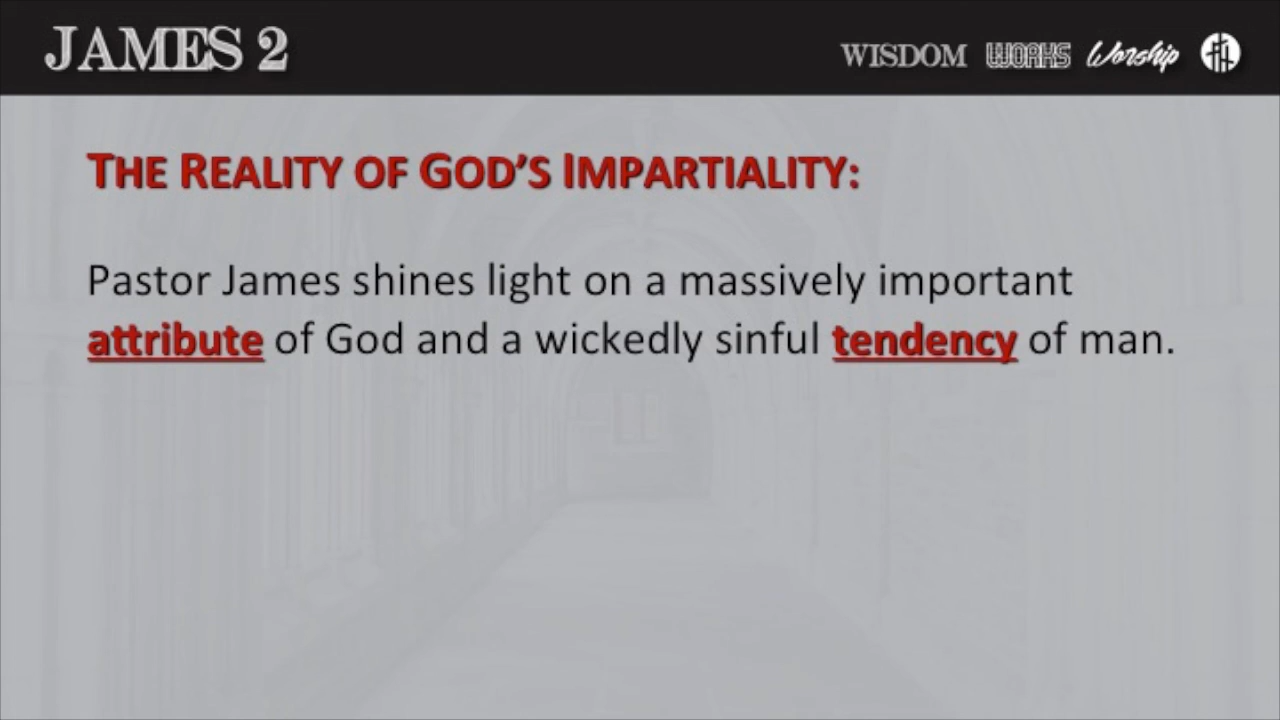 JAMES 2
WISDOM WORKS Worship
THE REALITY OF GOD’S IMPARTIALITY:
Pastor James shines light on a massively important
attribute of God and a wickedly sinful tendency of man.